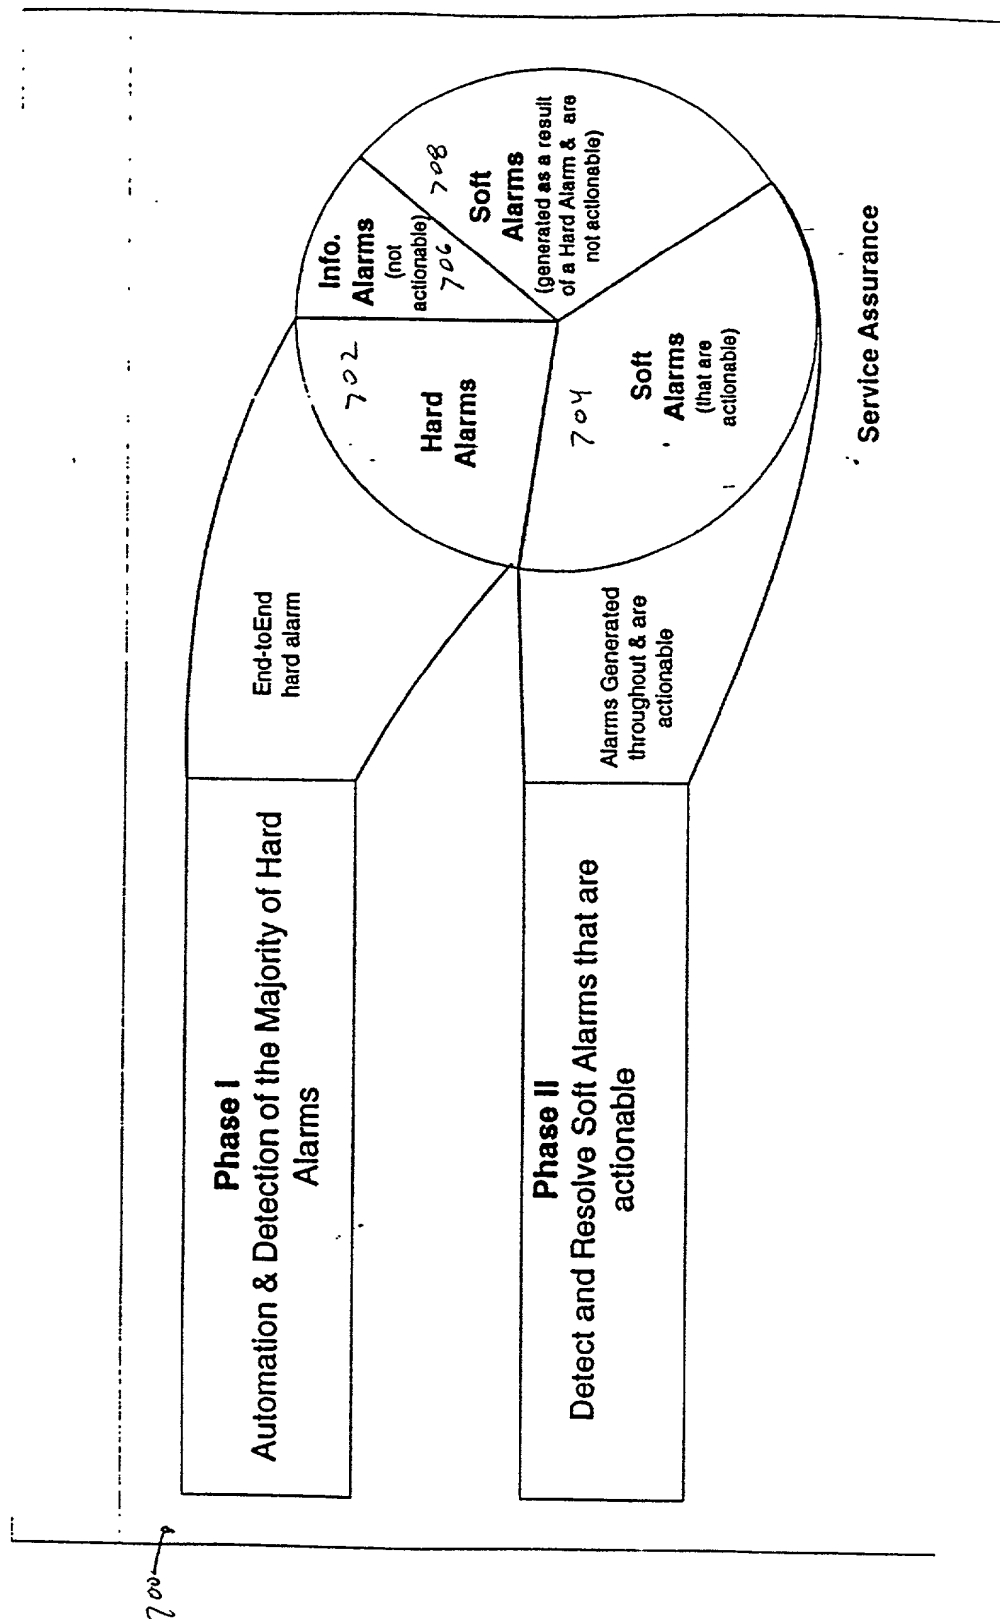 700
Phase I
Automation & Detection of the Majority of Hard
Alarms
End-toEnd
hard alarm
702
Hard
Alarms
Info.
Alarms
(not
actionable)
706
708
Soft
Alarms
(generated as a result
of a Hard Alarm & are
not actionable)
Phase II
Detect and Resolve Soft Alarms that are
actionable
Alarms Generated
throughout & are
actionable
704
Soft
Alarms
(that are
actionable)
Service Assurance